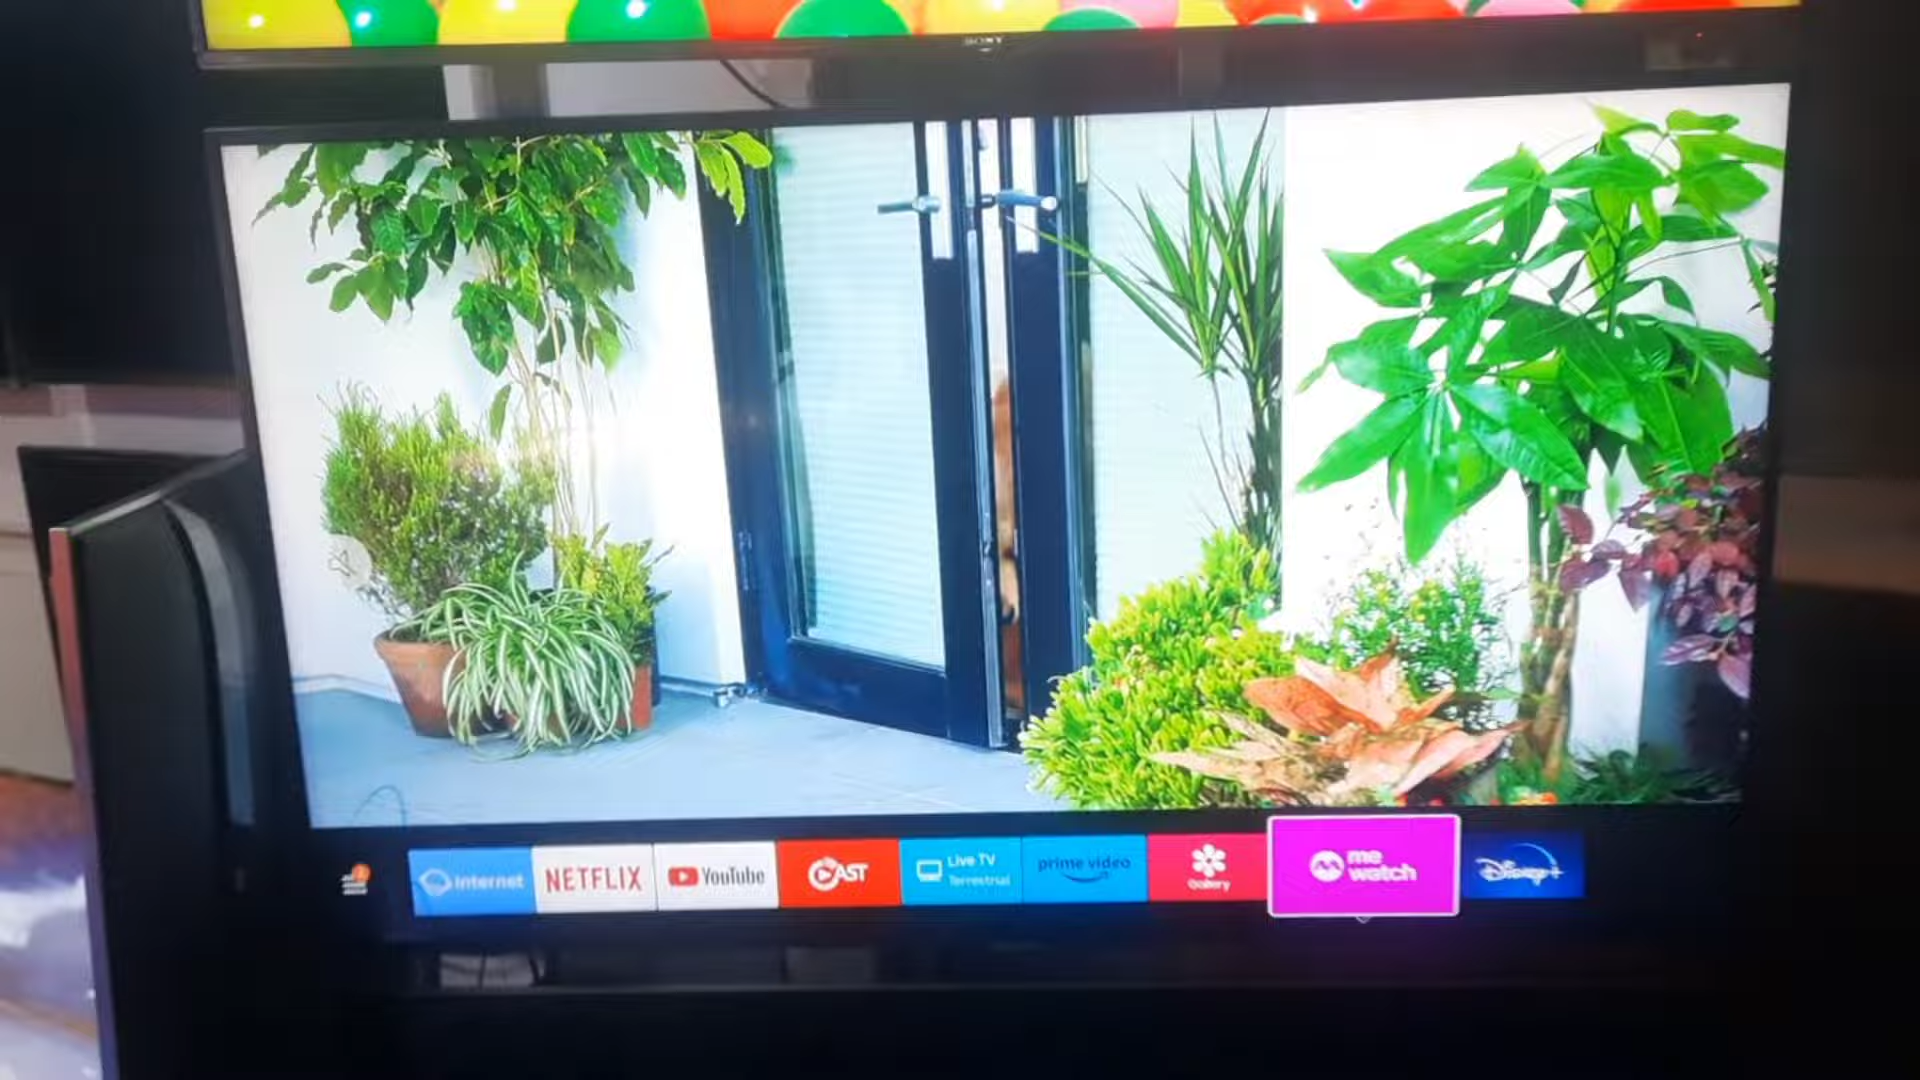 SONY
Internet
NETFLIX
YouTube
CAST
Live TV
Terrestrial
prime video
Gallery
me
watch
Disney+